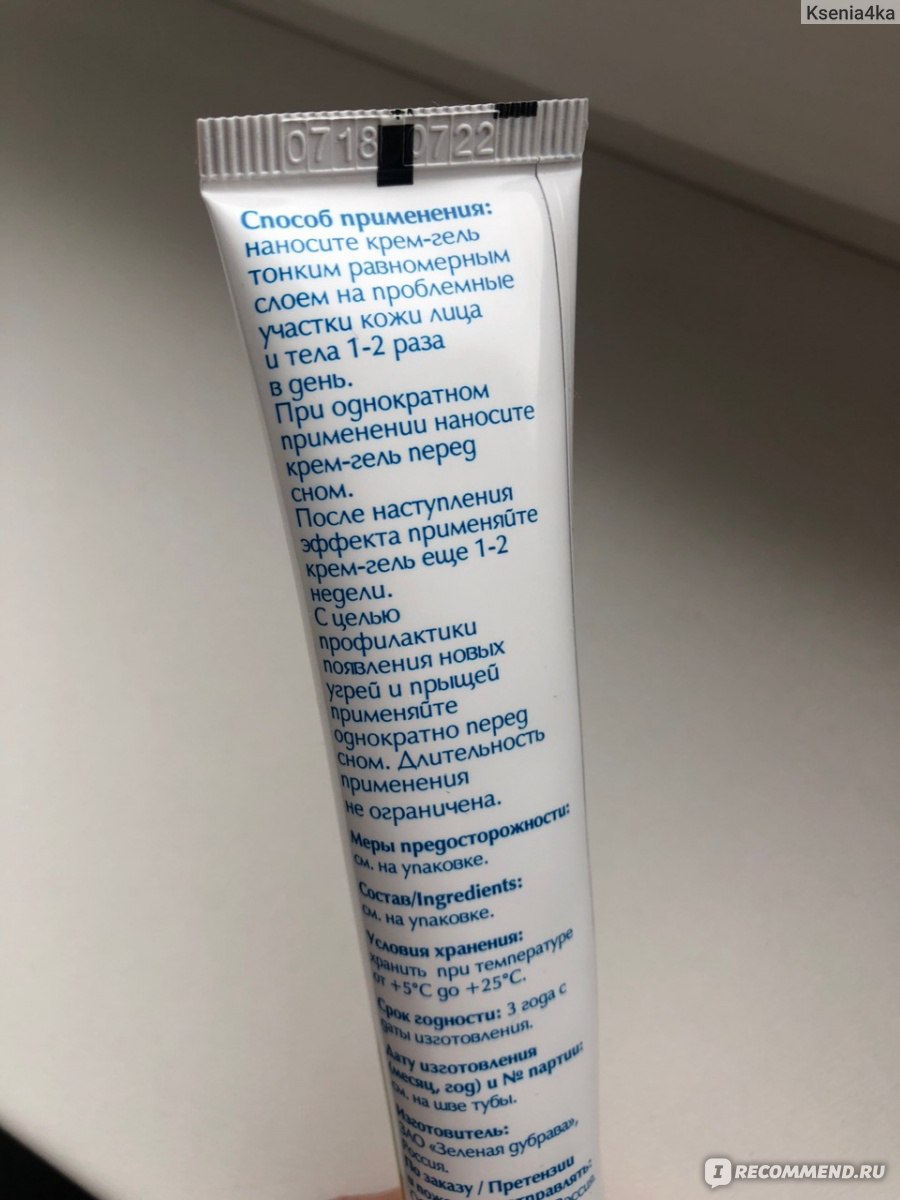 Ksenia4ka
0718 0722
Способ применения:
наносите крем-гель
тонким равномерным
слоем на проблемные
участки кожи лица
и тела 1-2 раза
в день.
При однократном
применении наносите
крем-гель перед
сном.
После наступления
эффекта применяйте
крем-гель еще 1-2
недели.
С целью
профилактики
появления новых
угрей и прыщей
применяйте
однократно перед
сном. Длительность
применения
не ограничена.
Меры предосторожности:
см. на упаковке.
Состав/Ingredients:
см. на упаковке.
Условия хранения:
хранить при температуре
от +5°C до +25°C.
Срок годности: 3 года с
даты изготовления.
Дату изготовления
(месяц, год) и № партии:
см. на шве тубы.
Изготовитель:
ЗАО «Зеленая дубрава»,
Россия.
По заказу / Претензии
IRECOMMEND.RU